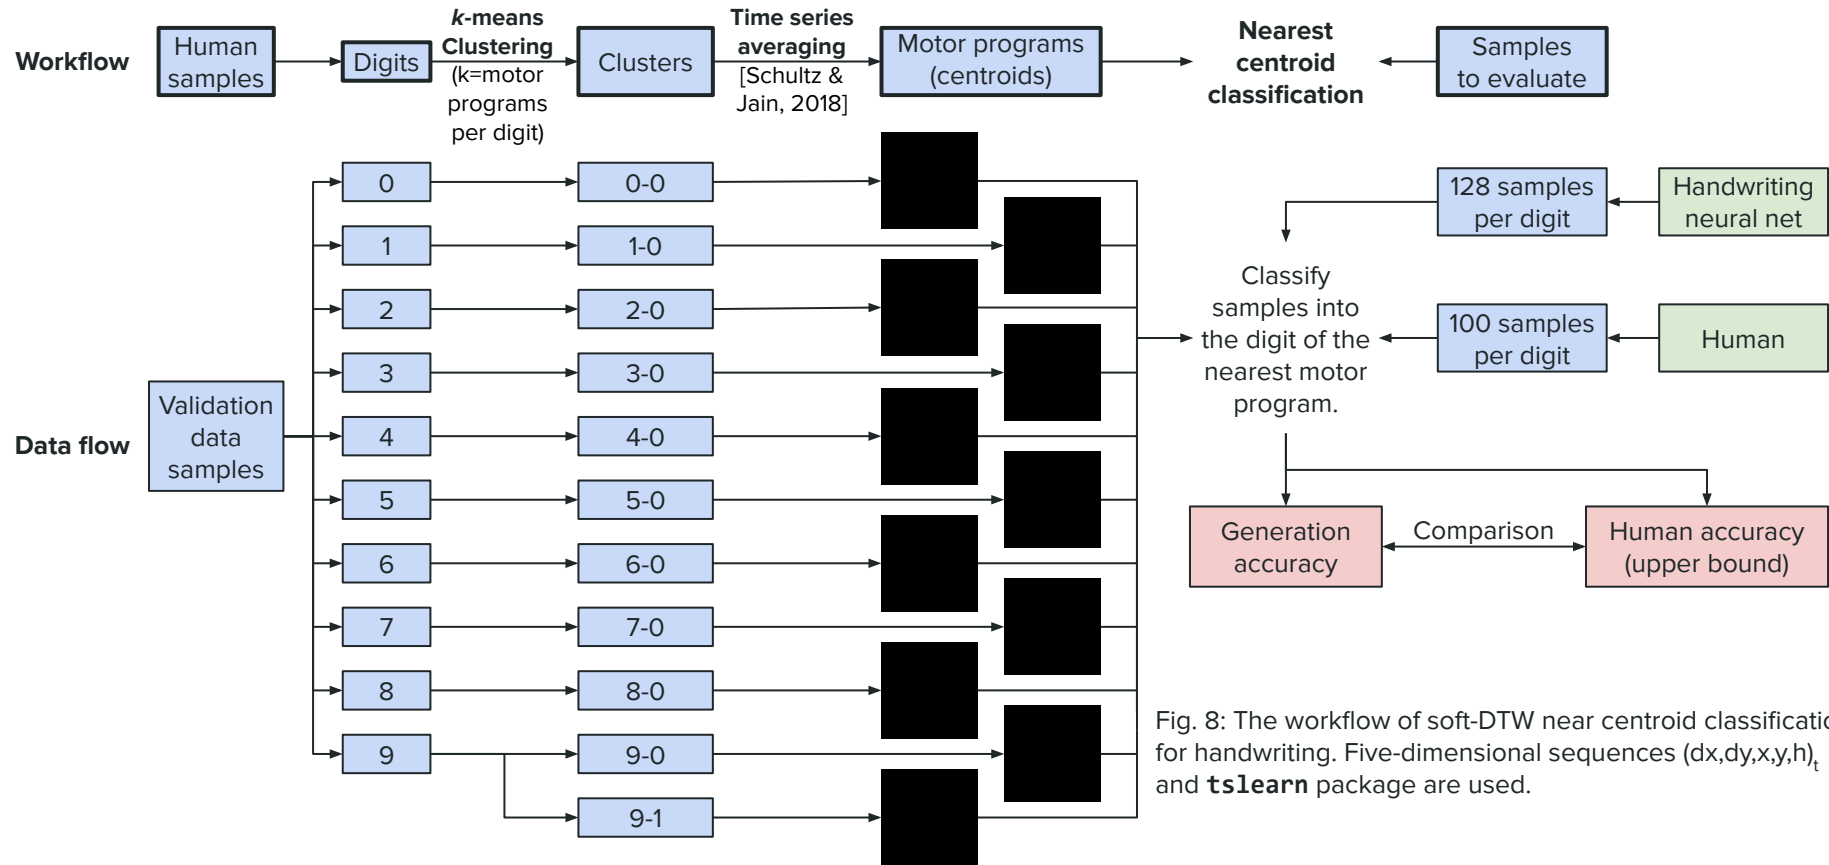 Workflow
Human
samples
Digits
k-means
Clustering
(k=motor
programs
per digit)
Clusters
Time series
averaging
[Schultz &
Jain, 2018]
Motor programs
(centroids)
Nearest
centroid
classification
Samples
to evaluate
Data flow
Validation
data
samples
0
0-0
1
1-0
2
2-0
3
3-0
4
4-0
5
5-0
6
6-0
7
7-0
8
8-0
9
9-0
9-1
128 samples
per digit
Handwriting
neural net
Classify
samples into
the digit of the
nearest motor
program.
100 samples
per digit
Human
Generation
accuracy
Comparison
Human accuracy
(upper bound)
Fig. 8: The workflow of soft-DTW near centroid classificatio
for handwriting. Five-dimensional sequences (dx,dy,x,y,h)t
and tslearn package are used.